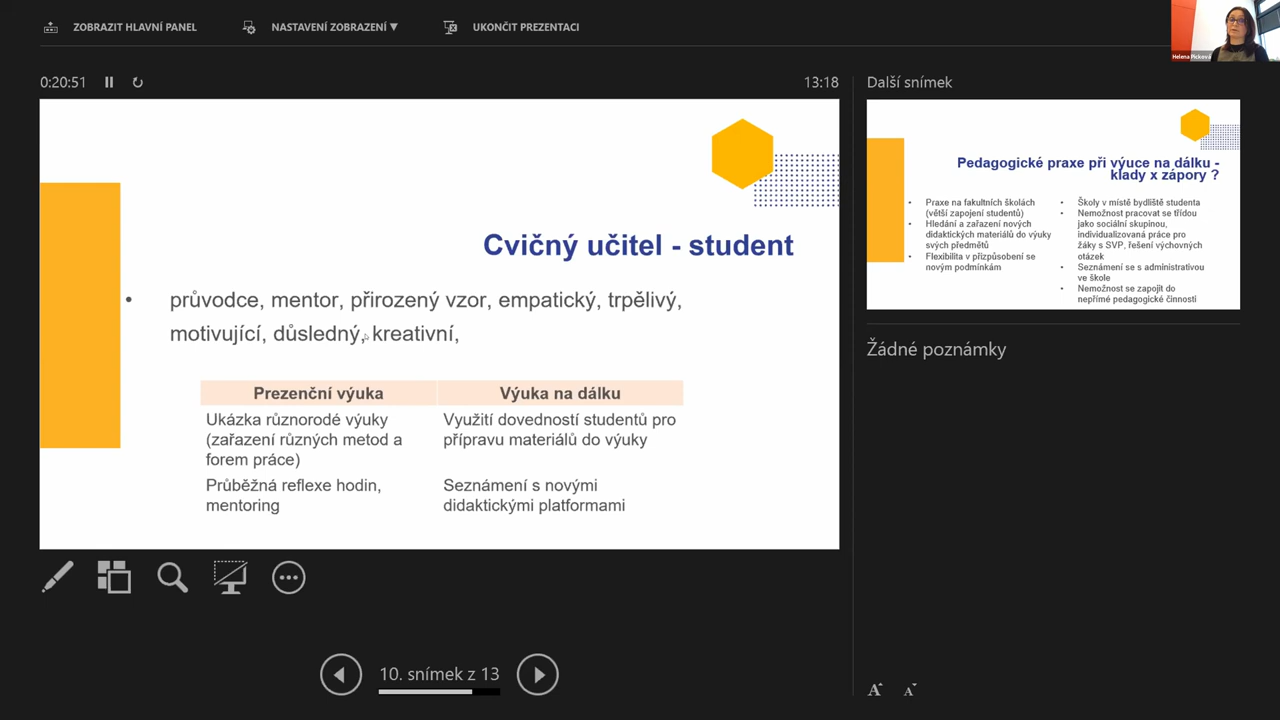 ZOBRAZIT HLAVNÍ PANEL
NASTAVENÍ ZOBRAZENÍ ▼
UKONČIT PREZENTACI
Helena Picková
0:20:51
13:18
Cvičný učitel - student
• průvodce, mentor, přirozený vzor, empatický, trpělivý,
motivující, důsledný, kreativní,
Prezenční výuka
Výuka na dálku
Ukázka různorodé výuky
(zařazení různých metod a
forem práce)
Využití dovedností studentů pro
přípravu materiálů do výuky
Průběžná reflexe hodin,
mentoring
Seznámení s novými
didaktickými platformami
10. snímek z 13
Další snímek
Pedagogické praxe při výuce na dálku -
klady x zápory ?
• Praxe na fakultních školách
(větší zapojení studentů)
• Hledání a zařazení nových
didaktických materiálů do výuky
svých předmětů
• Flexibilita v přizpůsobení se
novým podmínkám
• Školy v místě bydliště studenta
• Nemožnost pracovat se třídou
jako sociální skupinou,
individualizovaná práce pro
žáky s SVP, řešení výchovných
otázek
• Seznámení se s administrativou
ve škole
• Nemožnost se zapojit do
nepřímé pedagogické činnosti
Žádné poznámky
A A